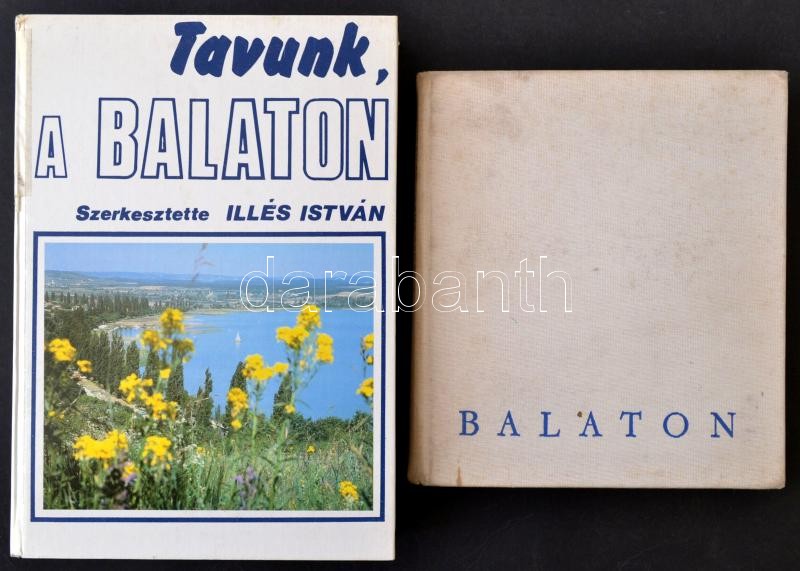 Tavunk,
A BALATON
Szerkesztette ILLÉS ISTVÁN
darabanth
BALATON